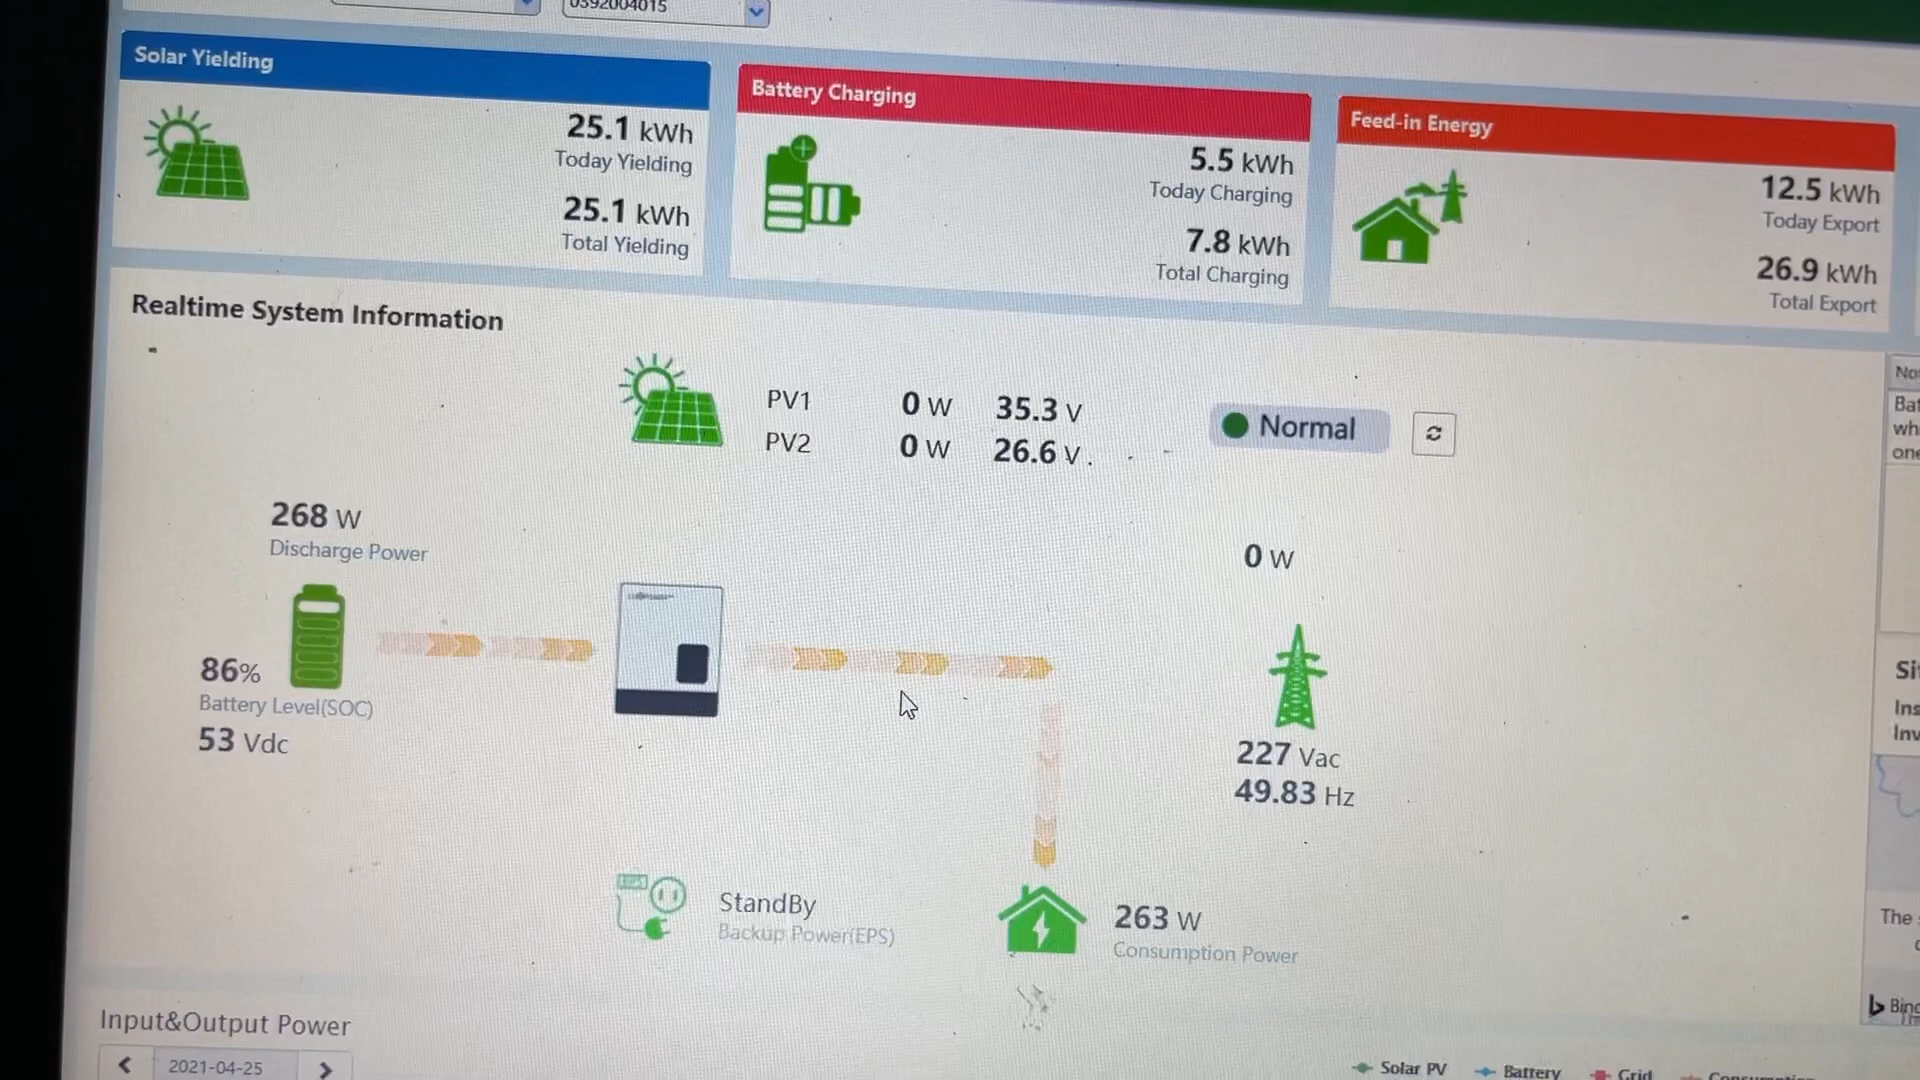 0392004015
Solar Yielding
25.1 kWh
Today Yielding
25.1 kWh
Total Yielding
Battery Charging
5.5 kWh
Today Charging
7.8 kWh
Total Charging
Feed-in Energy
12.5 kWh
Today Export
26.9 kWh
Total Export
Realtime System Information
PV1 0 W 35.3 V
PV2 0 W 26.6 V
Normal
268 W
Discharge Power
86%
Battery Level(SOC)
53 Vdc
0 W
227 Vac
49.83 Hz
StandBy
Backup Power(EPS)
263 W
Consumption Power
Input&Output Power
2021-04-25
Solar PV Battery Grid
The